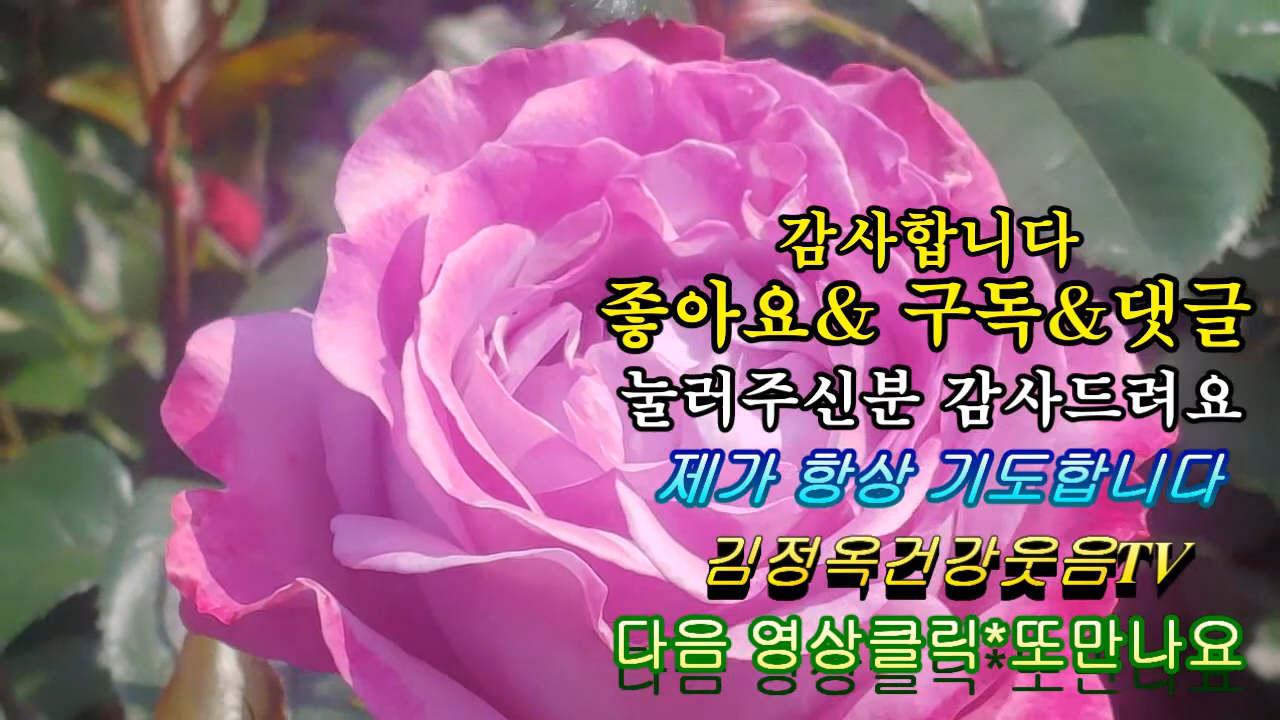 감사합니다
좋아요& 구독&댓글
눌러주신분 감사드려요
제가 항상 기도합니다
김정옥건강웃음TV
다음 영상클릭*또만나요